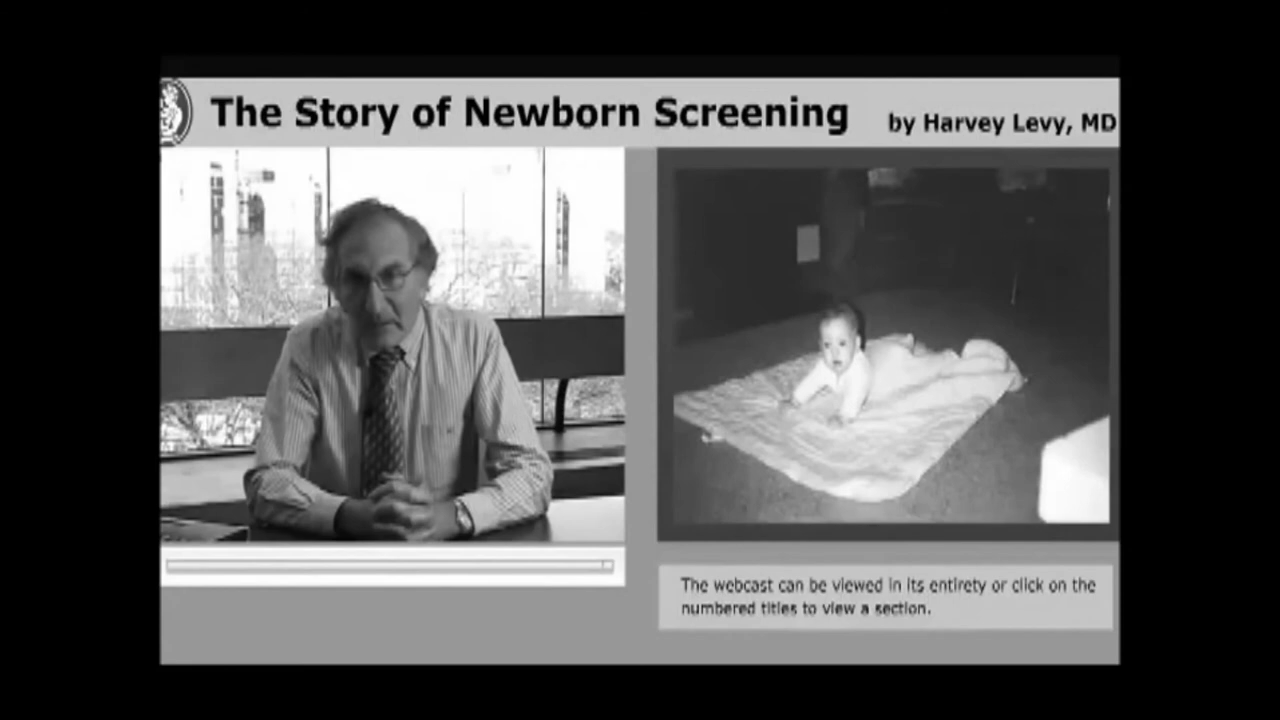 The Story of Newborn Screening
by Harvey Levy, MD
The webcast can be viewed in its entirety or click on the
numbered titles to view a section.